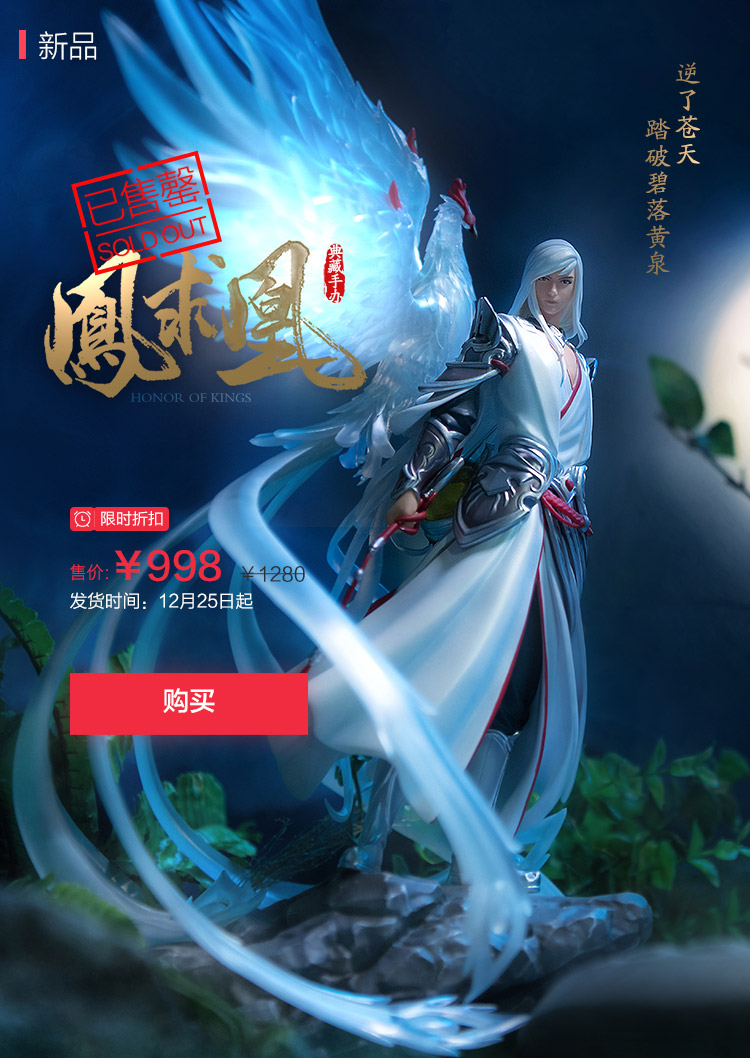 新品
逆了苍天
踏破碧落黄泉
已售罄
SOLD OUT
鳳求凰
典藏手办
HONOR OF KINGS
限时折扣
售价: ¥998 ¥1280
发货时间：12月25日起
购买